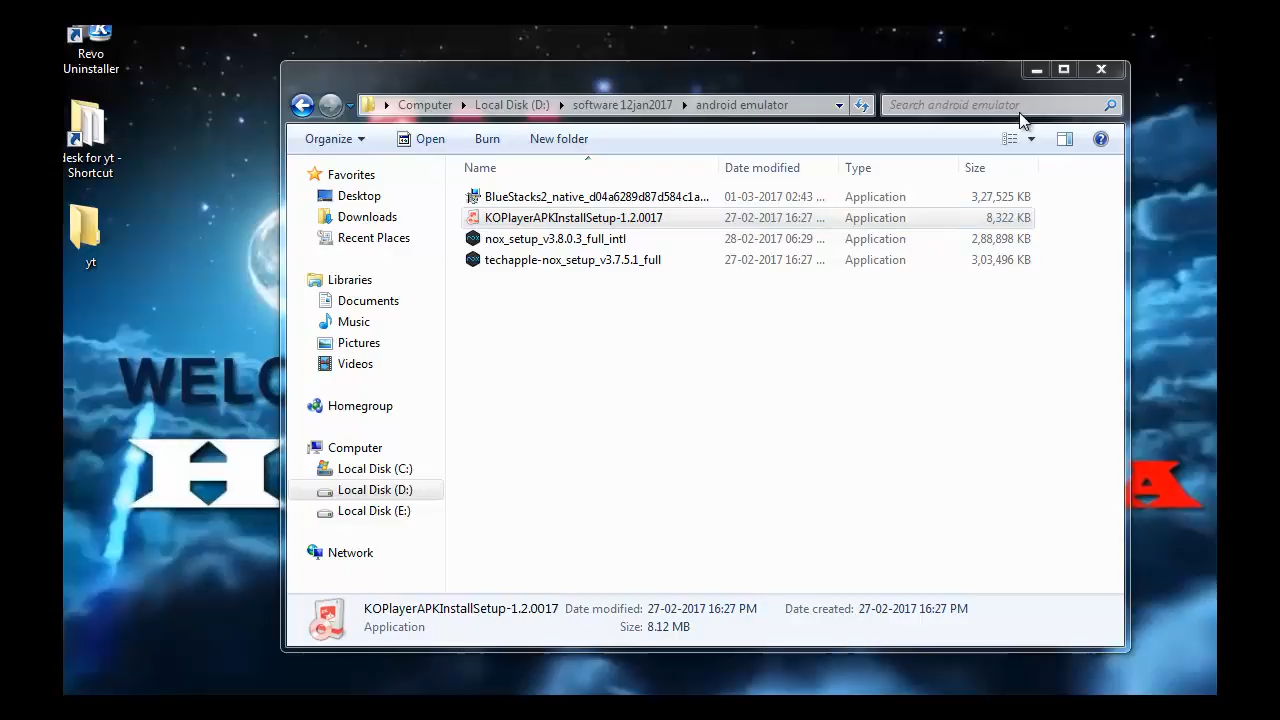 Revo
Uninstaller
desk for yt -
Shortcut
yt
WELC
H
A
Computer
Local Disk (D:)
software 12jan2017
android emulator
Search android emulator
Organize
Open
Burn
New folder
Name
Date modified
Type
Size
Favorites
Desktop
Downloads
Recent Places
Libraries
Documents
Music
Pictures
Videos
Homegroup
Computer
Local Disk (C:)
Local Disk (D:)
Local Disk (E:)
Network
BlueStacks2_native_d04a6289d87d584c1a... 01-03-2017 02:43 ... Application 3,27,525 KB
KOPlayerAPKInstallSetup-1.2.0017 27-02-2017 16:27 ... Application 8,322 KB
nox_setup_v3.8.0.3_full_intl 28-02-2017 06:29 ... Application 2,88,898 KB
techapple-nox_setup_v3.7.5.1_full 27-02-2017 16:27 ... Application 3,03,496 KB
KOPlayerAPKInstallSetup-1.2.0017 Date modified: 27-02-2017 16:27 PM Date created: 27-02-2017 16:27 PM
Application Size: 8.12 MB